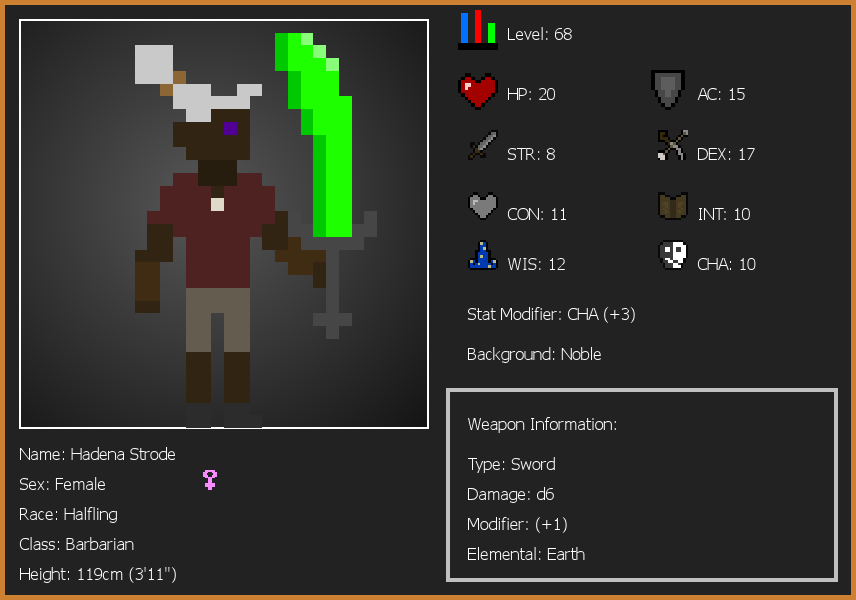 Level: 68
HP: 20
AC: 15
STR: 8
DEX: 17
CON: 11
INT: 10
WIS: 12
CHA: 10
Stat Modifier: CHA (+3)
Background: Noble
Weapon Information:
Type: Sword
Damage: d6
Modifier: (+1)
Elemental: Earth
Name: Hadena Strode
Sex: Female
Race: Halfling
Class: Barbarian
Height: 119cm (3'11")